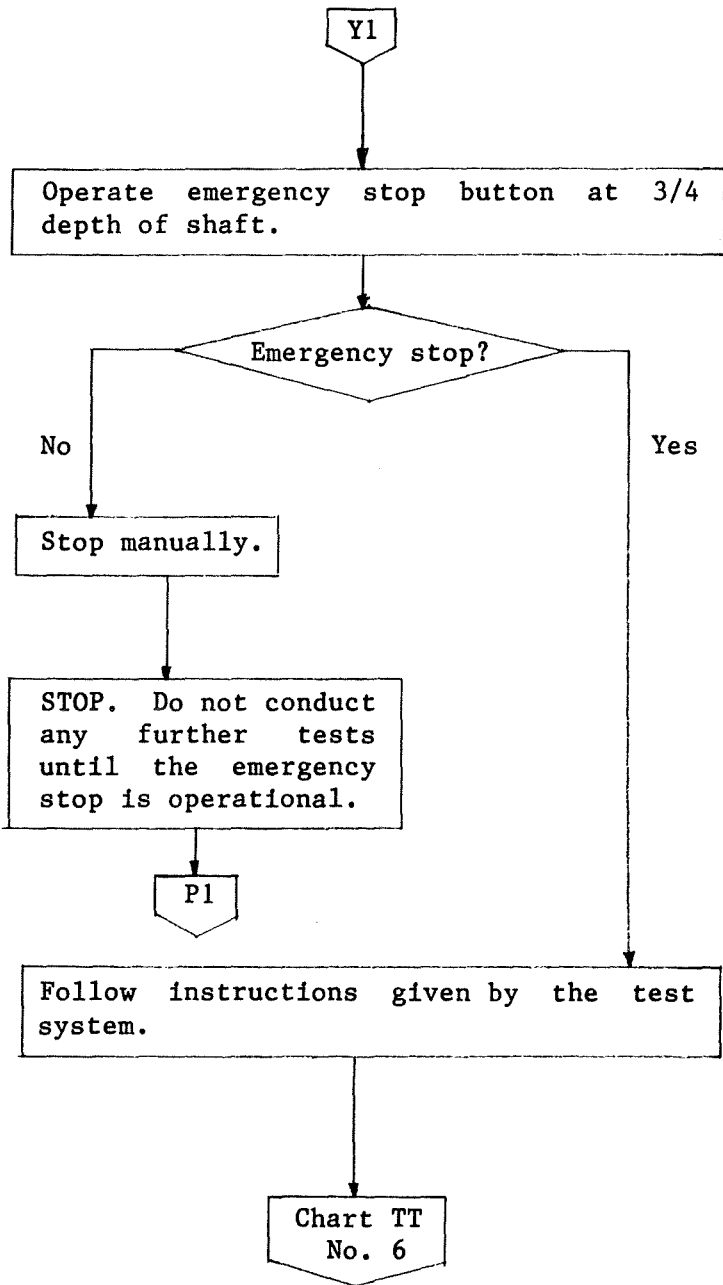 Y1
Operate emergency stop button at 3/4
depth of shaft.
Emergency stop?
No
Yes
Stop manually.
STOP. Do not conduct
any further tests
until the emergency
stop is operational.
P1
Follow instructions given by the test
system.
Chart TT
No. 6